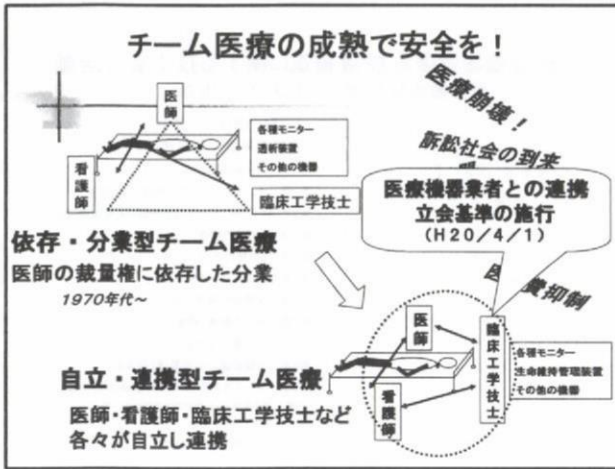 チーム医療の成熟で安全を！
医療崩壊！
訴訟社会の到来
医師
看護師
各種モニター
透析装置
その他の機器
臨床工学技士
医療機器業者との連携
立会基準の施行
（H20/4/1）
依存・分業型チーム医療
医師の裁量権に依存した分業
1970年代～
医
費抑制
医師
看護師
臨床工学技士
各種モニター
生命維持管理装置
その他の機器
自立・連携型チーム医療
医師・看護師・臨床工学技士など
各々が自立し連携